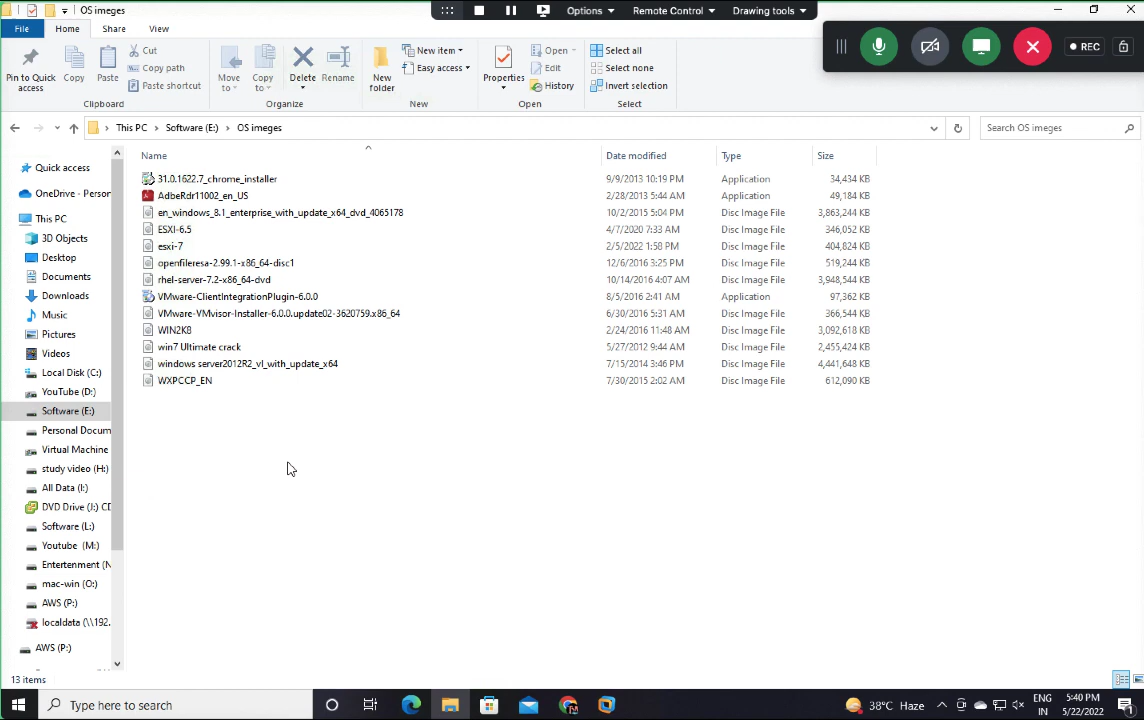 OS imeges
Options Remote Control Drawing tools
File Home Share View
REC
Pin to Quick access
Copy
Paste
Cut
Copy path
Paste shortcut
Move to
Copy to
Delete
Rename
New folder
New item
Easy access
Properties
Open
Edit
History
Select all
Select none
Invert selection
Clipboard Organize New Open Select
This PC Software (E:) OS imeges
Search OS imeges
Name Date modified Type Size
31.0.1622.7_chrome_installer 9/9/2013 10:19 PM Application 34,434 KB
AdbeRdr11002_en_US 2/28/2013 5:44 AM Application 49,184 KB
en_windows_8.1_enterprise_with_update_x64_dvd_4065178 10/2/2015 5:04 PM Disc Image File 3,863,244 KB
ESXI-6.5 4/7/2020 7:33 AM Disc Image File 346,052 KB
esxi-7 2/5/2022 1:58 PM Disc Image File 404,824 KB
openfileresa-2.99.1-x86_64-disc1 12/6/2016 3:25 PM Disc Image File 519,244 KB
rhel-server-7.2-x86_64-dvd 10/14/2016 4:07 AM Disc Image File 3,948,544 KB
VMware-ClientIntegrationPlugin-6.0.0 8/5/2016 2:41 AM Application 97,362 KB
VMware-VMvisor-Installer-6.0.0.update02-3620759.x86_64 6/30/2016 5:31 AM Disc Image File 366,544 KB
WIN2K8 2/24/2016 11:48 AM Disc Image File 3,092,618 KB
win7 Ultimate crack 5/27/2012 9:44 AM Disc Image File 2,455,424 KB
windows server2012R2_vl_with_update_x64 7/15/2014 3:46 PM Disc Image File 4,441,648 KB
WXPCCP_EN 7/30/2015 2:02 AM Disc Image File 612,090 KB
Quick access
OneDrive - Person
This PC
3D Objects
Desktop
Documents
Downloads
Music
Pictures
Videos
Local Disk (C:)
YouTube (D:)
Software (E:)
Personal Docum
Virtual Machine
study video (H:)
All Data (I:)
DVD Drive (J:) CD
Software (L:)
Youtube (M:)
Entertenment (N
mac-win (O:)
AWS (P:)
localdata (\\192.
AWS (P:)
13 items
Type here to search
38°C Haze
ENG
IN
5:40 PM
5/22/2022
1